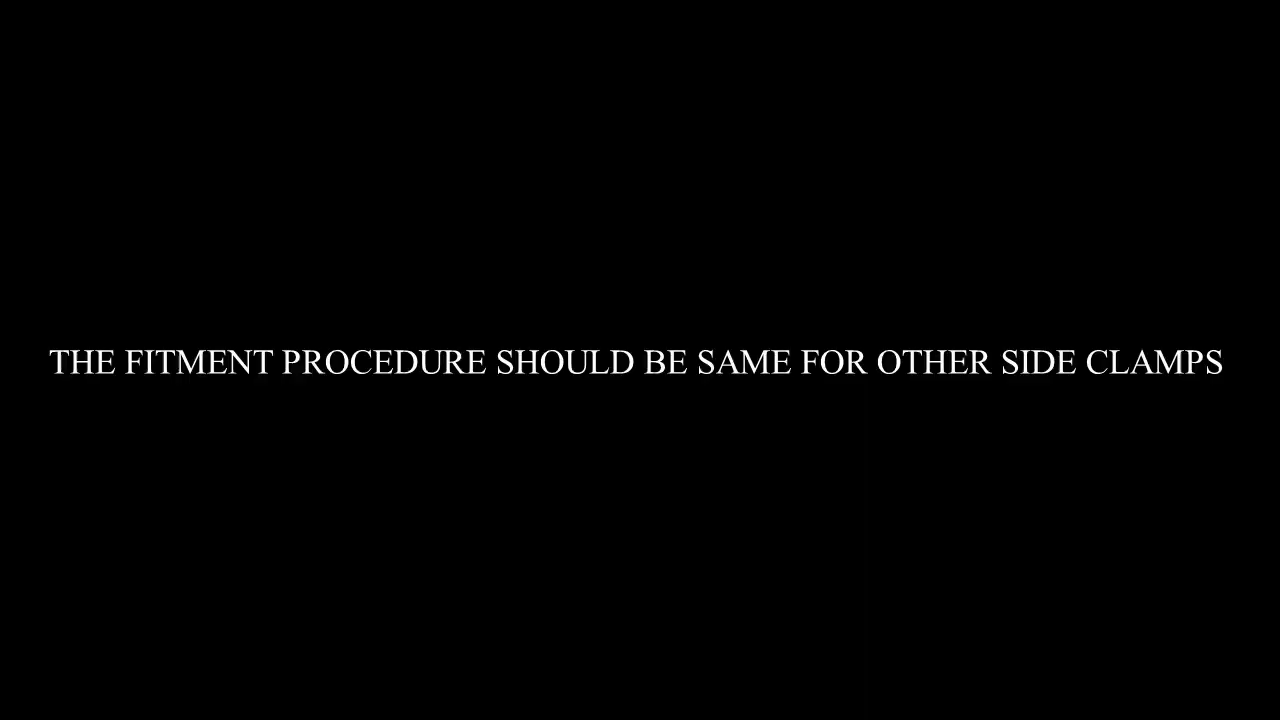 THE FITMENT PROCEDURE SHOULD BE SAME FOR OTHER SIDE CLAMPS